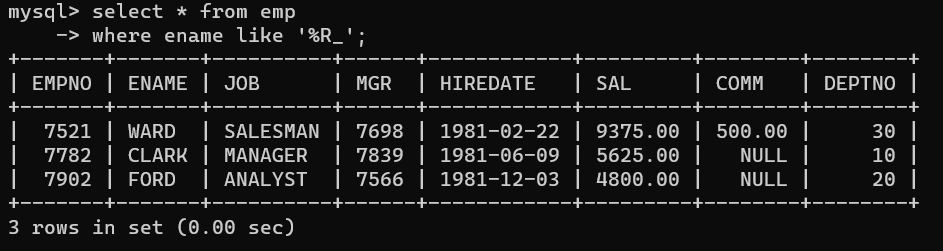 mysql> select * from emp
    -> where ename like '%R_';
+-------+-------+----------+------+------------+---------+--------+--------+
| EMPNO | ENAME | JOB      | MGR  | HIREDATE   | SAL     | COMM   | DEPTNO |
+-------+-------+----------+------+------------+---------+--------+--------+
|  7521 | WARD  | SALESMAN | 7698 | 1981-02-22 | 9375.00 | 500.00 |     30 |
|  7782 | CLARK | MANAGER  | 7839 | 1981-06-09 | 5625.00 |   NULL |     10 |
|  7902 | FORD  | ANALYST  | 7566 | 1981-12-03 | 4800.00 |   NULL |     20 |
+-------+-------+----------+------+------------+---------+--------+--------+
3 rows in set (0.00 sec)